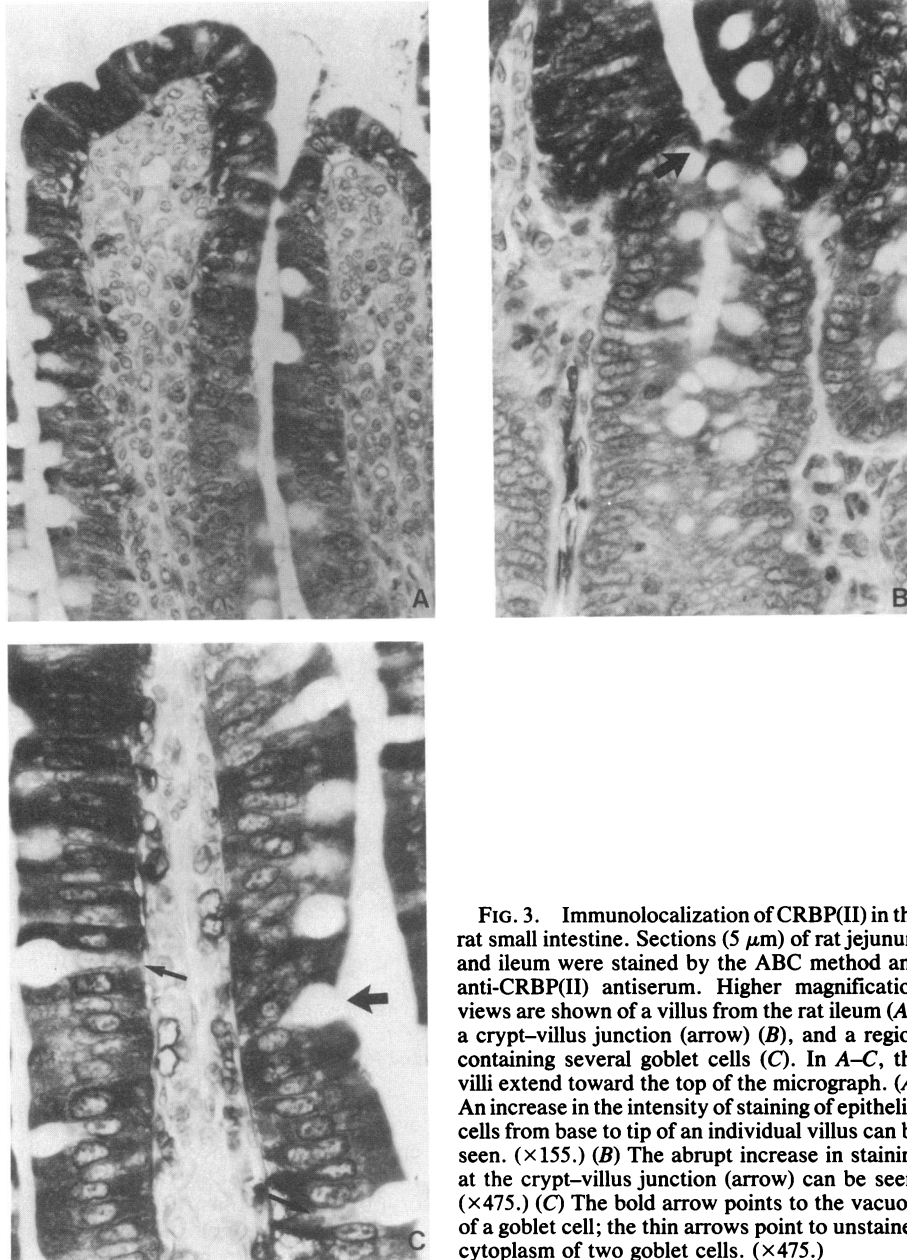 A
B
C
FIG. 3. Immunolocalization of CRBP(II) in th
rat small intestine. Sections (5 μm) of rat jejunu
and ileum were stained by the ABC method an
anti-CRBP(II) antiserum. Higher magnificatio
views are shown of a villus from the rat ileum (A
a crypt–villus junction (arrow) (B), and a regio
containing several goblet cells (C). In A–C, th
villi extend toward the top of the micrograph. (A
An increase in the intensity of staining of epitheli
cells from base to tip of an individual villus can b
seen. (×155.) (B) The abrupt increase in stainin
at the crypt–villus junction (arrow) can be see
(×475.) (C) The bold arrow points to the vacuo
of a goblet cell; the thin arrows point to unstaine
cytoplasm of two goblet cells. (×475.)